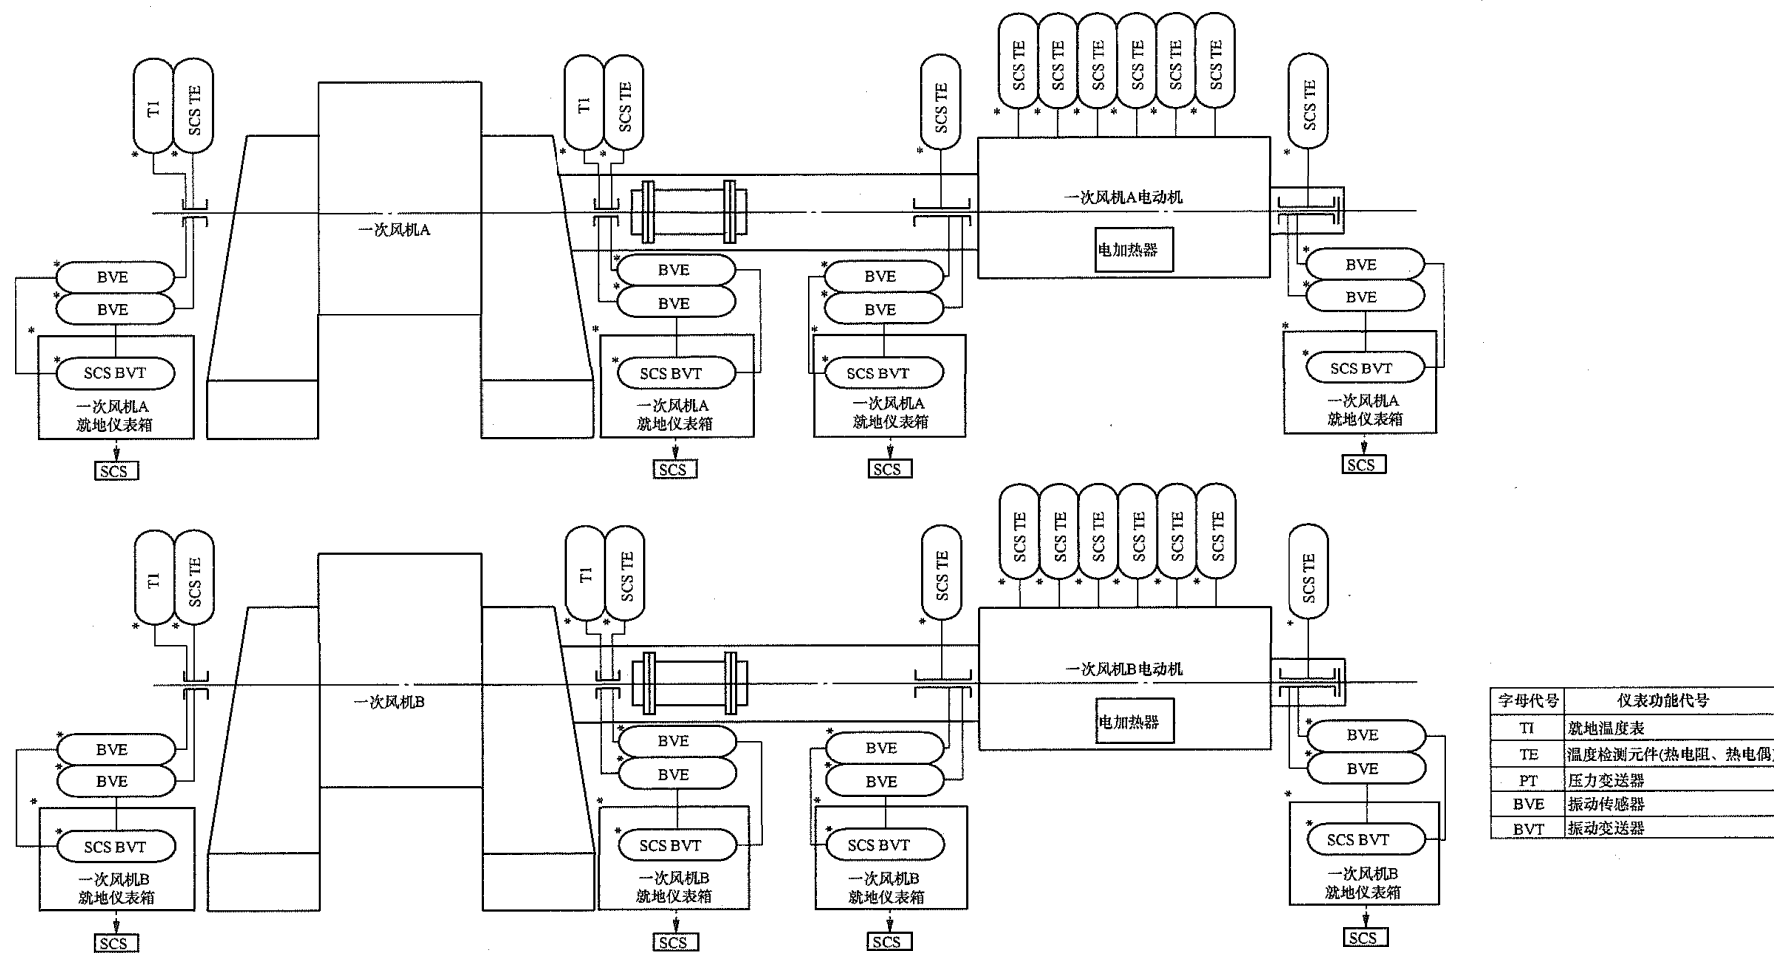 SCS TE
SCS TE
SCS TE
SCS TE
SCS TE
SCS TE
TI
SCS TE
TI
SCS TE
SCS TE
SCS TE
一次风机A
一次风机A电动机
电加热器
BVE
BVE
BVE
BVE
BVE
BVE
BVE
BVE
SCS BVT
SCS BVT
SCS BVT
SCS BVT
一次风机A
就地仪表箱
一次风机A
就地仪表箱
一次风机A
就地仪表箱
一次风机A
就地仪表箱
SCS
SCS
SCS
SCS
SCS TE
SCS TE
SCS TE
SCS TE
SCS TE
SCS TE
TI
SCS TE
TI
SCS TE
SCS TE
SCS TE
一次风机B
一次风机B电动机
电加热器
BVE
BVE
BVE
BVE
BVE
BVE
BVE
BVE
SCS BVT
SCS BVT
SCS BVT
SCS BVT
一次风机B
就地仪表箱
一次风机B
就地仪表箱
一次风机B
就地仪表箱
一次风机B
就地仪表箱
SCS
SCS
SCS
SCS
字母代号 仪表功能代号
TI 就地温度表
TE 温度检测元件(热电阻、热电偶)
PT 压力变送器
BVE 振动传感器
BVT 振动变送器